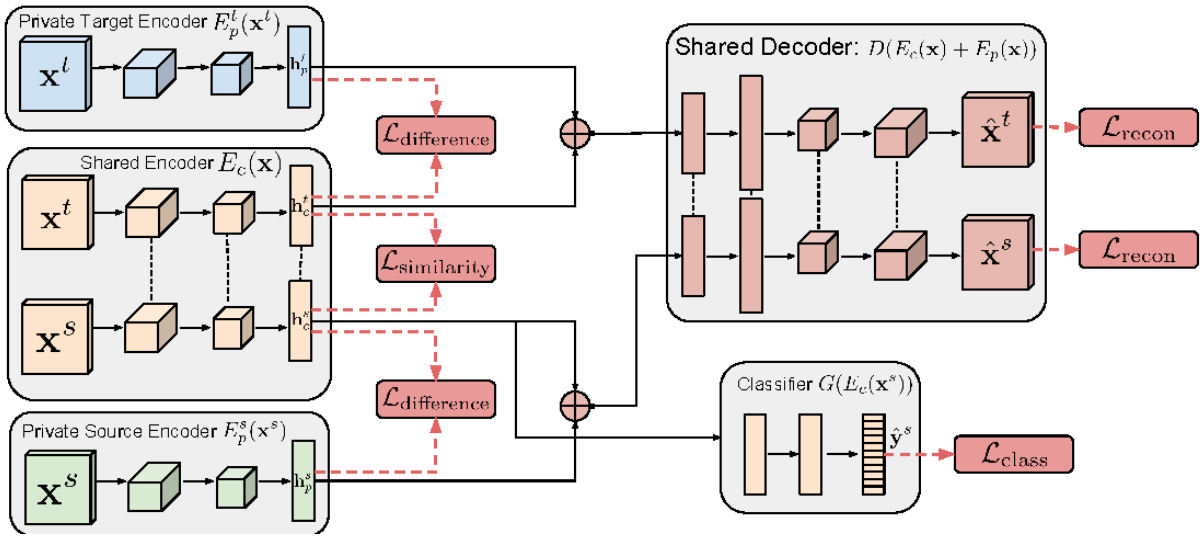 Private Target Encoder $E_p^t(\mathbf{x}^t)$
$\mathbf{x}^t$
$\mathbf{h}_p^t$
Shared Encoder $E_c(\mathbf{x})$
$\mathbf{x}^t$
$\mathbf{h}_c^t$
$\mathbf{x}^s$
$\mathbf{h}_c^s$
Private Source Encoder $E_p^s(\mathbf{x}^s)$
$\mathbf{x}^s$
$\mathbf{h}_p^s$
$\mathcal{L}_{\text{difference}}$
$\mathcal{L}_{\text{similarity}}$
$\mathcal{L}_{\text{difference}}$
Shared Decoder: $D(E_c(\mathbf{x}) + E_p(\mathbf{x}))$
$\hat{\mathbf{x}}^t$
$\mathcal{L}_{\text{recon}}$
$\hat{\mathbf{x}}^s$
$\mathcal{L}_{\text{recon}}$
Classifier $G(E_c(\mathbf{x}^s))$
$\hat{\mathbf{y}}^s$
$\mathcal{L}_{\text{class}}$